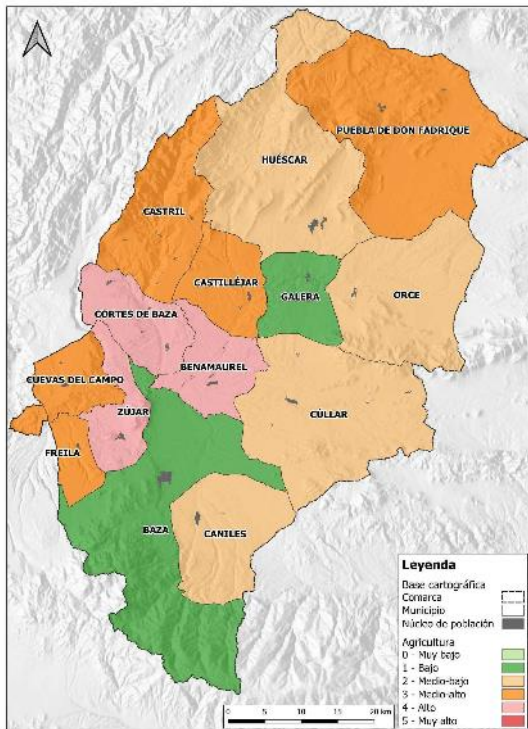 PUEBLA DE DON FADRIQUE
HUÉSCAR
CASTRIL
CASTILLÉJAR
GALERA
ORCE
CORTES DE BAZA
BENAMAUREL
CUEVAS DEL CAMPO
CÚLLAR
ZÚJAR
FREILA
BAZA
CANILES
Leyenda
Base cartográfica
Comarca
Municipio
Núcleo de población
Agricultura
0 - Muy bajo
1 - Bajo
2 - Medio-bajo
3 - Medio-alto
4 - Alto
5 - Muy alto
0 5 10 15 20 km